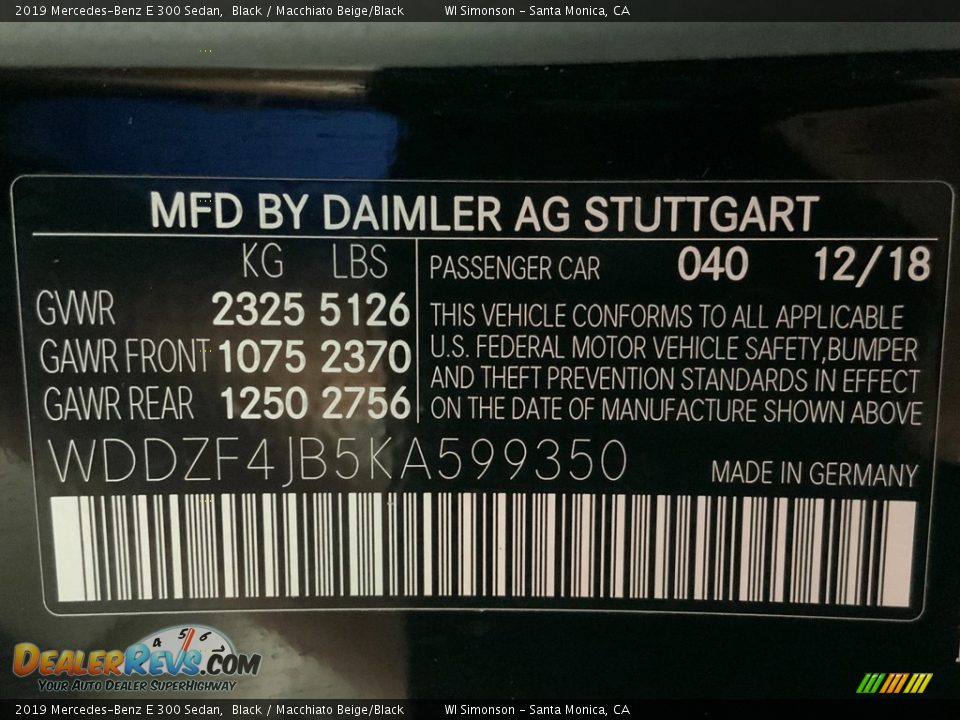 2019 Mercedes-Benz E 300 Sedan,  Black / Macchiato Beige/Black    WI Simonson - Santa Monica, CA
MFD BY DAIMLER AG STUTTGART
KG LBS
GVWR 2325 5126
GAWR FRONT 1075 2370
GAWR REAR 1250 2756
PASSENGER CAR 040 12/18
THIS VEHICLE CONFORMS TO ALL APPLICABLE
U.S. FEDERAL MOTOR VEHICLE SAFETY,BUMPER
AND THEFT PREVENTION STANDARDS IN EFFECT
ON THE DATE OF MANUFACTURE SHOWN ABOVE
WDDZF4JB5KA599350
MADE IN GERMANY
4 5 6 7
DealerRevs.com
Your Auto Dealer SuperHighway
2019 Mercedes-Benz E 300 Sedan,  Black / Macchiato Beige/Black    WI Simonson - Santa Monica, CA